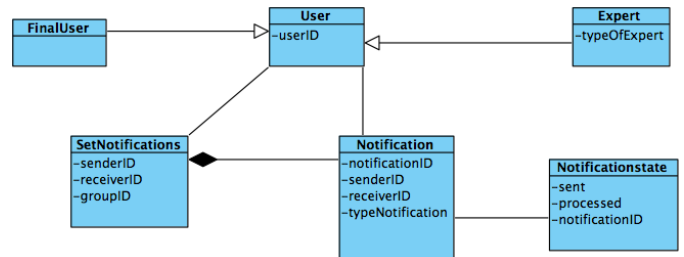 FinalUser
User
-userID
Expert
-typeOfExpert
SetNotifications
-senderID
-receiverID
-groupID
Notification
-notificationID
-senderID
-receiverID
-typeNotification
Notificationstate
-sent
-processed
-notificationID